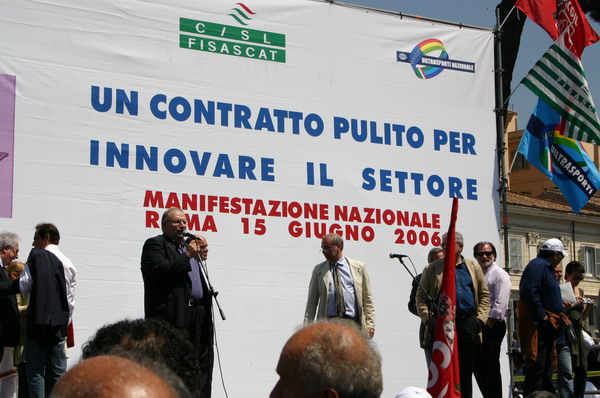 CISL
FISASCAT
UILTRASPORTI NAZIONALE
UN CONTRATTO PULITO PER
INNOVARE IL SETTORE
MANIFESTAZIONE NAZIONALE
ROMA 15 GIUGNO 2006
UILTRASPORTI